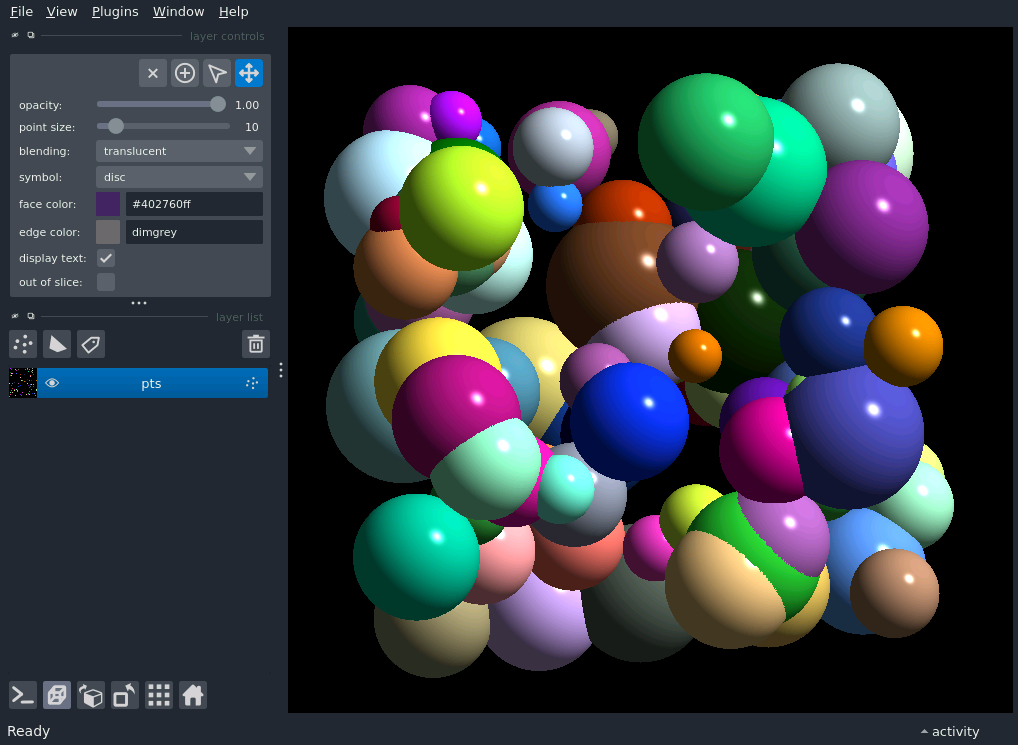 File View Plugins Window Help
layer controls
opacity: 1.00
point size: 10
blending: translucent
symbol: disc
face color: #402760ff
edge color: dimgrey
display text:
out of slice:
layer list
pts
Ready activity